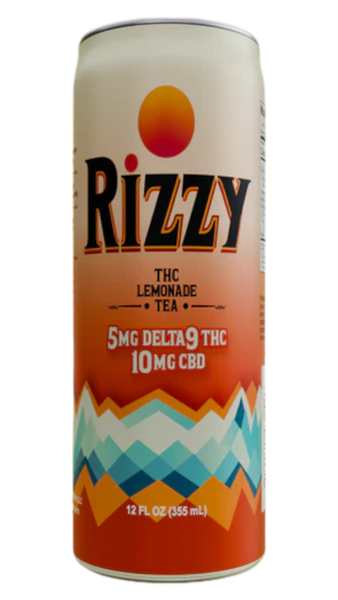 RiZZY
THC
LEMONADE
TEA
5MG DELTA9 THC
10MG CBD
12 FL OZ (355 mL)